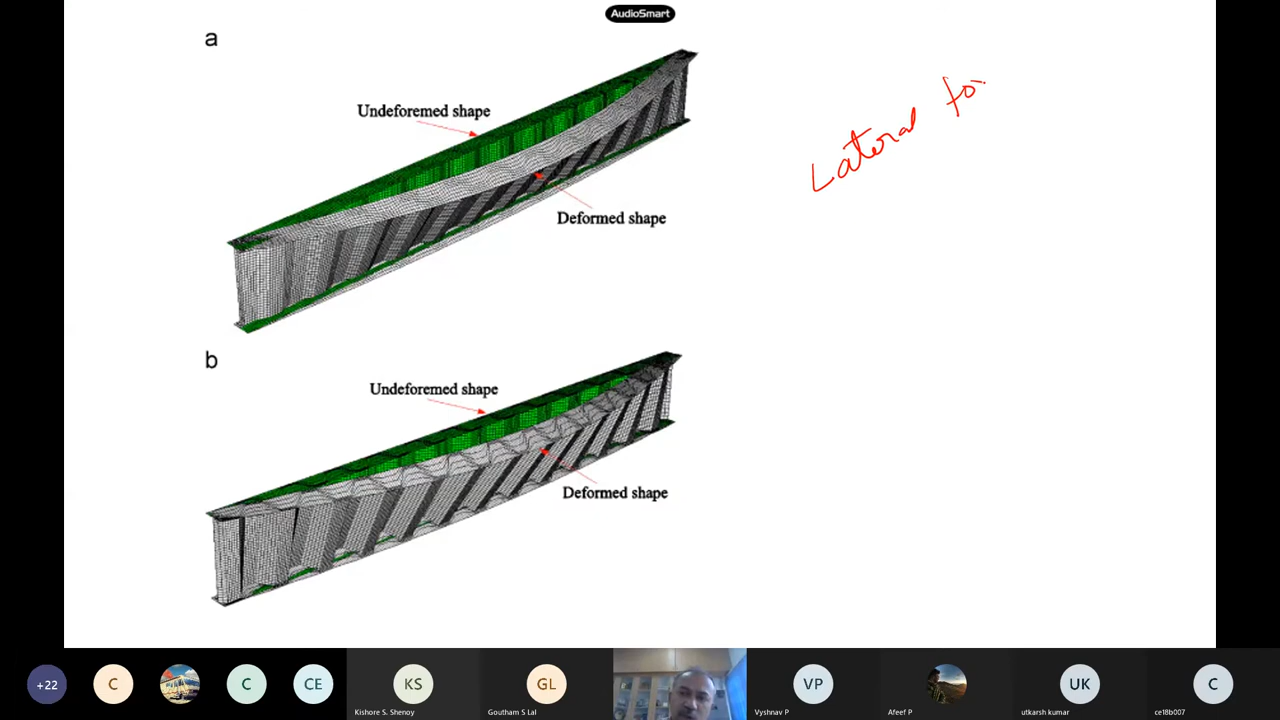 AudioSmart
a
Undeforemed shape
Lateral
Deformed shape
b
Undeforemed shape
Deformed shape
+22
C
C
CE
KS
GL
VP
UK
C
Kishore S. Shenoy
Goutham S Lal
Vyshnav P
Afeef P
utkarsh kumar
ce18b007